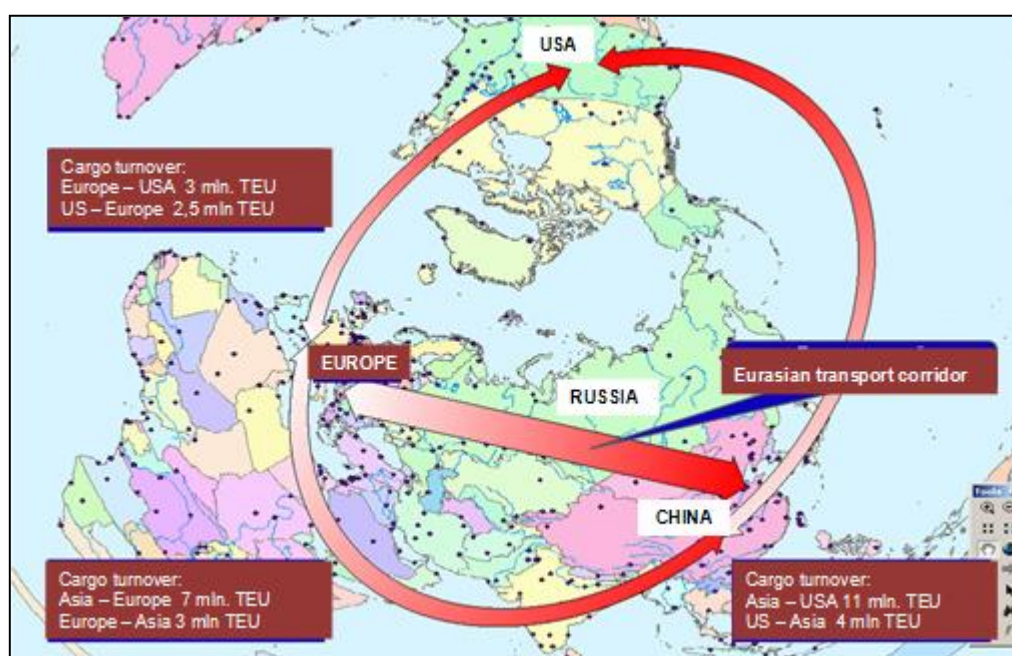 USA
Cargo turnover:
Europe – USA 3 mln. TEU
US – Europe 2,5 mln TEU
EUROPE
Eurasian transport corridor
RUSSIA
CHINA
Cargo turnover:
Asia – Europe 7 mln. TEU
Europe – Asia 3 mln TEU
Cargo turnover:
Asia – USA 11 mln. TEU
US – Asia 4 mln TEU
Tools